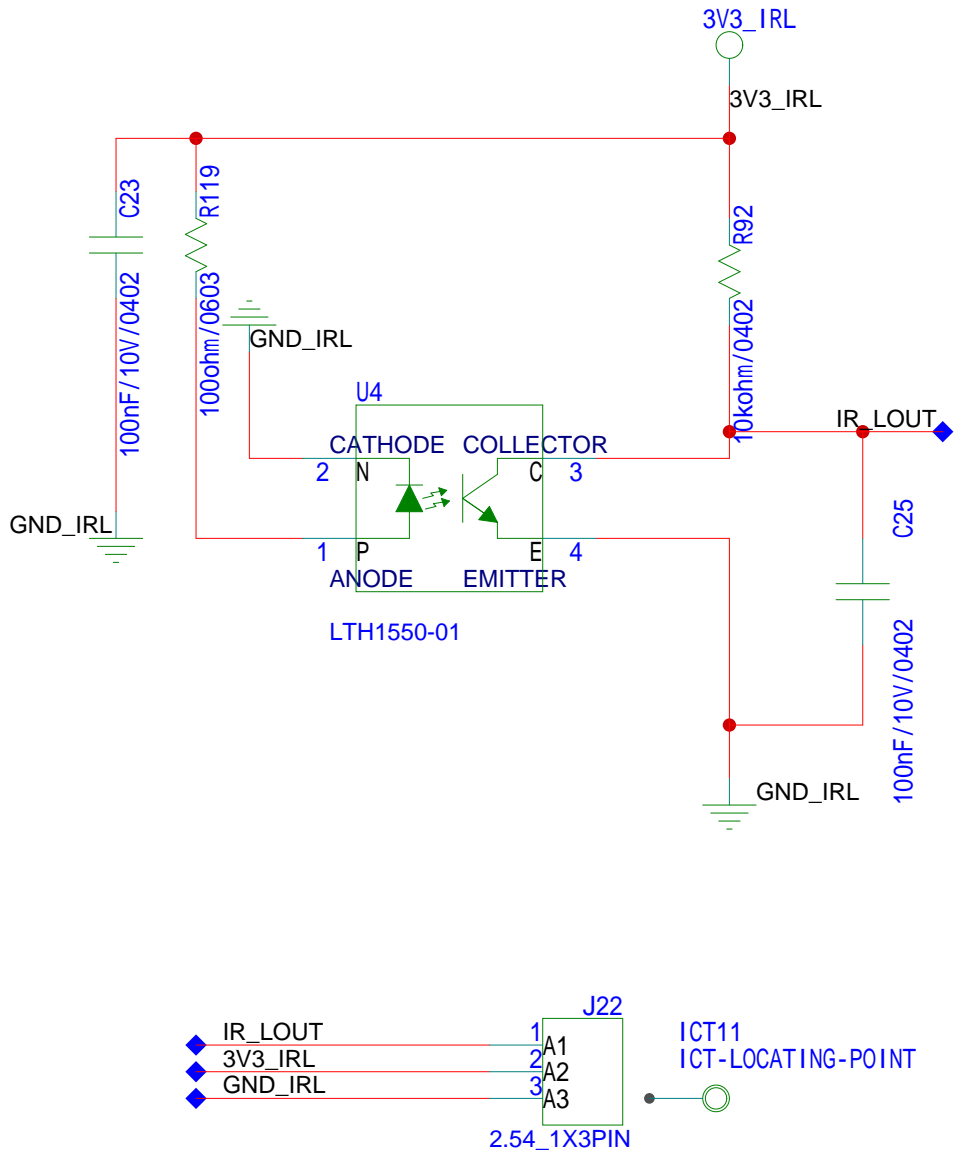 3V3_IRL
3V3_IRL
C23
100nF/10V/0402
R119
100ohm/0603
R92
10kohm/0402
GND_IRL
U4
IR_LOUT
CATHODE COLLECTOR
2 N C 3
GND_IRL
C25
100nF/10V/0402
1 P E 4
ANODE EMITTER
LTH1550-01
GND_IRL
J22
IR_LOUT 1 A1
3V3_IRL 2 A2
GND_IRL 3 A3
2.54_1X3PIN
ICT11
ICT-LOCATING-POINT